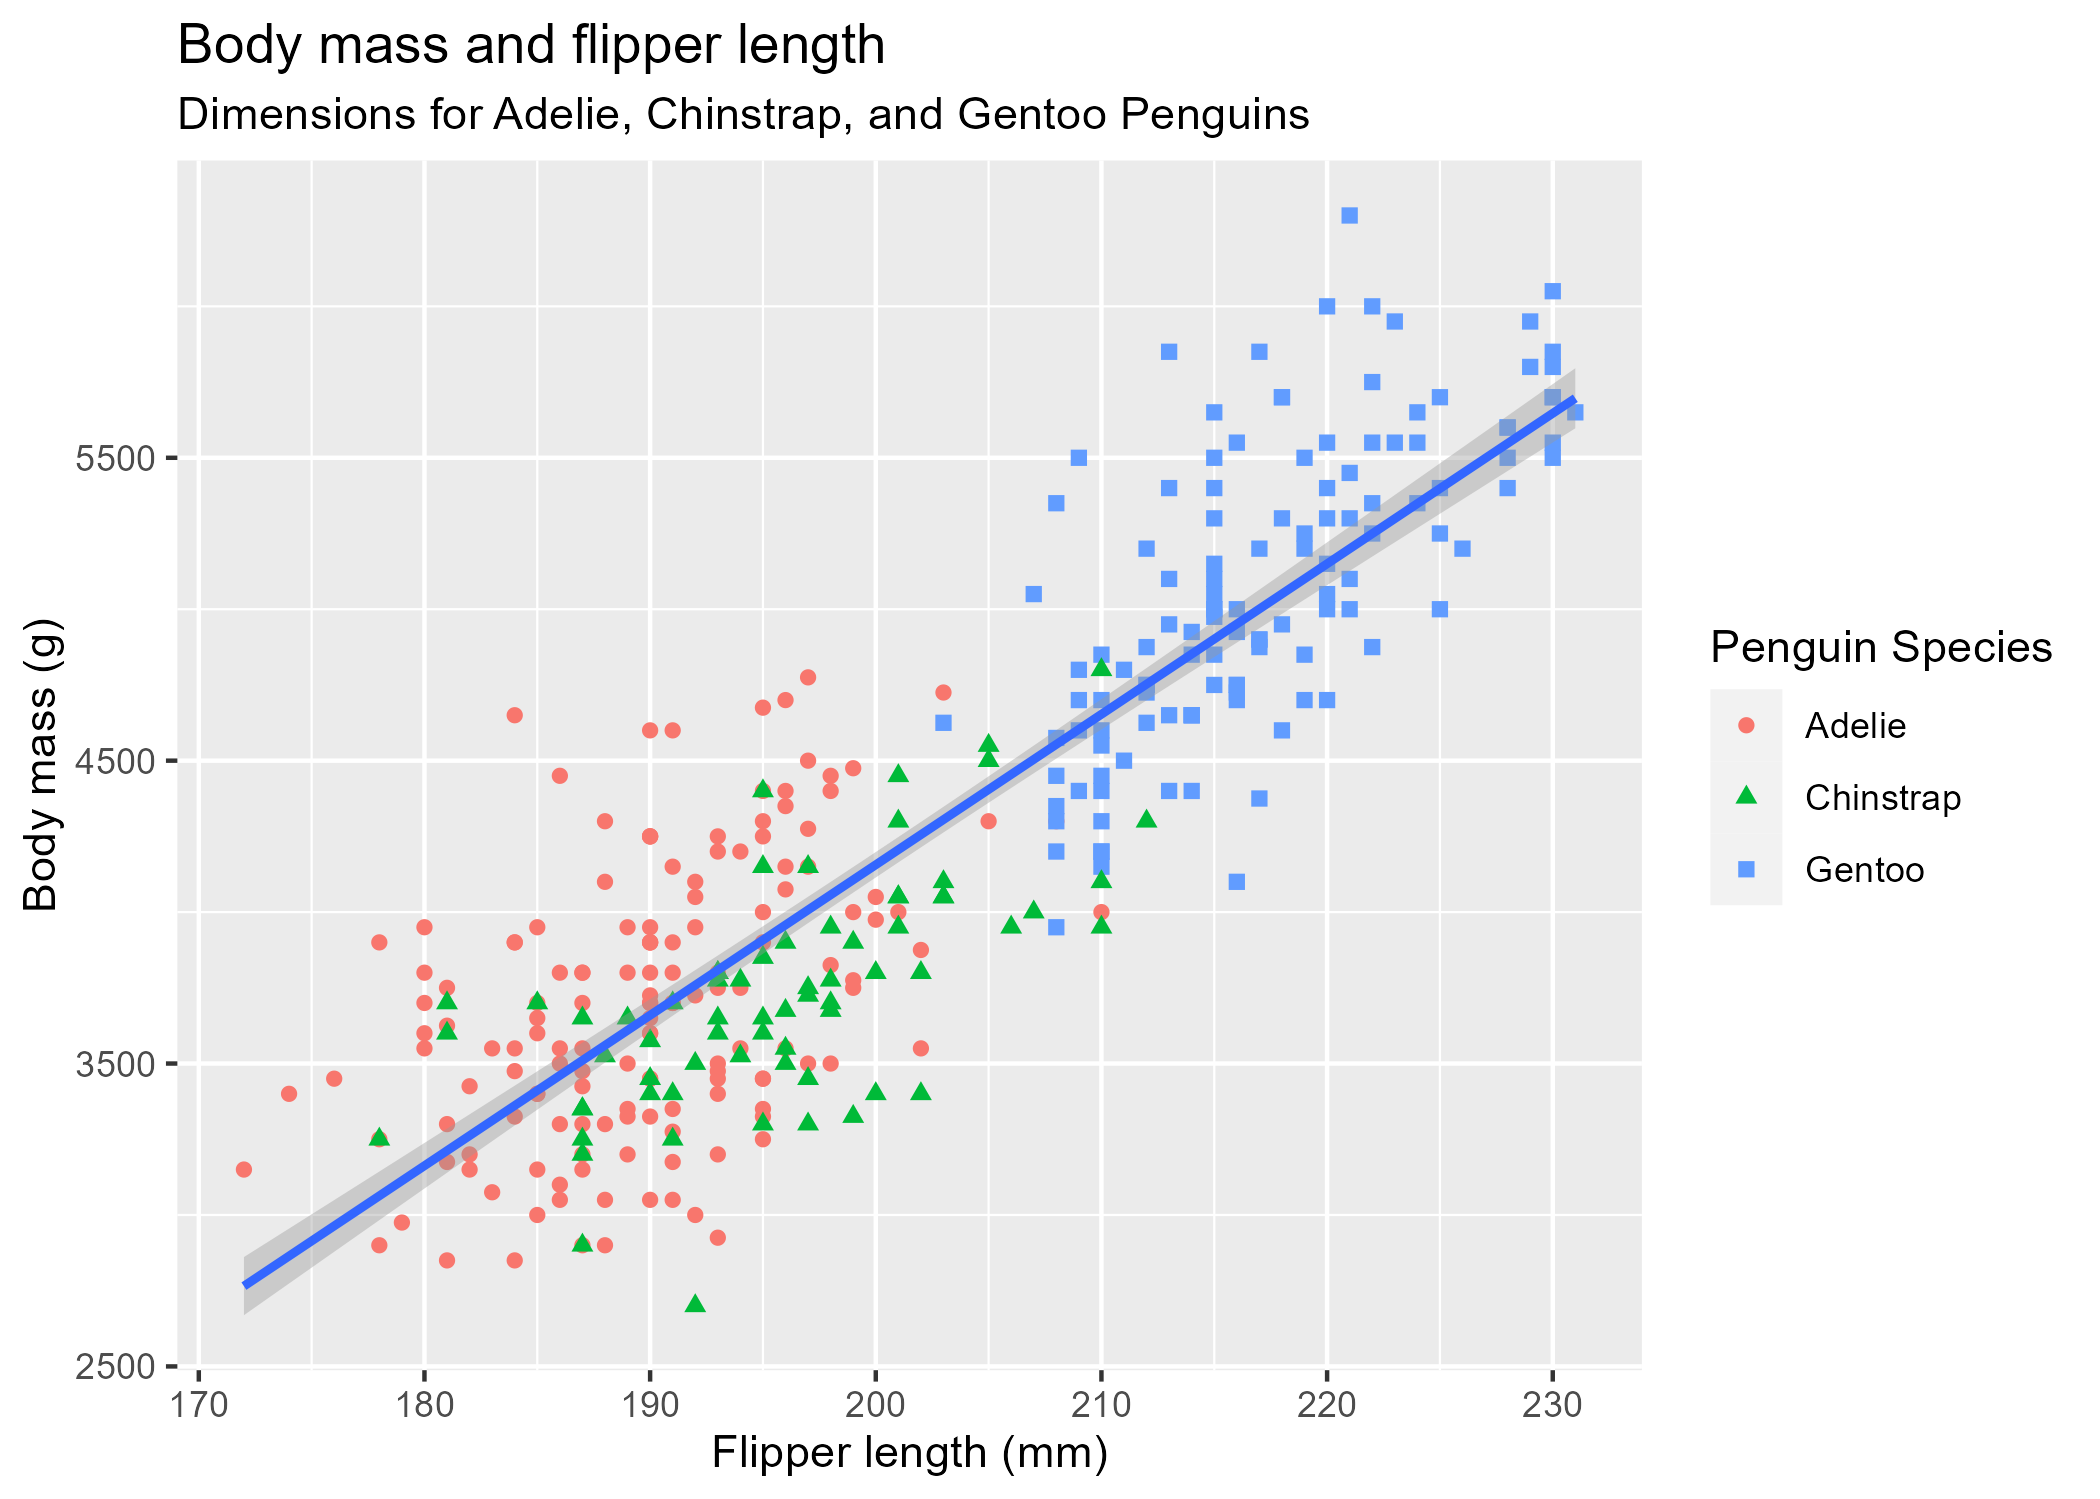 Body mass and flipper length
Dimensions for Adelie, Chinstrap, and Gentoo Penguins
Body mass (g)
5500
4500
3500
2500
170 180 190 200 210 220 230
Flipper length (mm)
Penguin Species
Adelie
Chinstrap
Gentoo